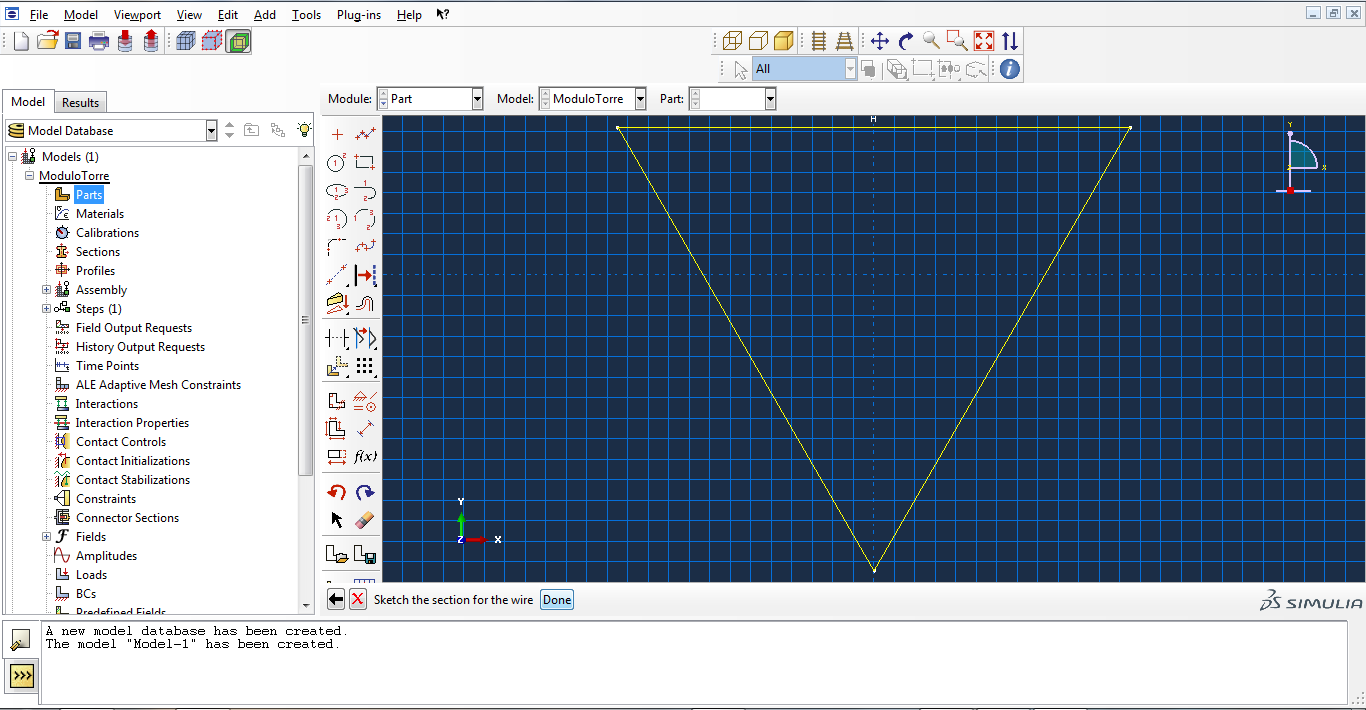 File Model Viewport View Edit Add Tools Plug-ins Help
All
Model Results
Module: Part Model: ModuloTorre Part:
Model Database
Models (1)
ModuloTorre
Parts
Materials
Calibrations
Sections
Profiles
Assembly
Steps (1)
Field Output Requests
History Output Requests
Time Points
ALE Adaptive Mesh Constraints
Interactions
Interaction Properties
Contact Controls
Contact Initializations
Contact Stabilizations
Constraints
Connector Sections
Fields
Amplitudes
Loads
BCs
Predefined Fields
f(x)
H
Y
X
Y
Z X
Sketch the section for the wire Done
SIMULIA
A new model database has been created.
The model "Model-1" has been created.
>>>